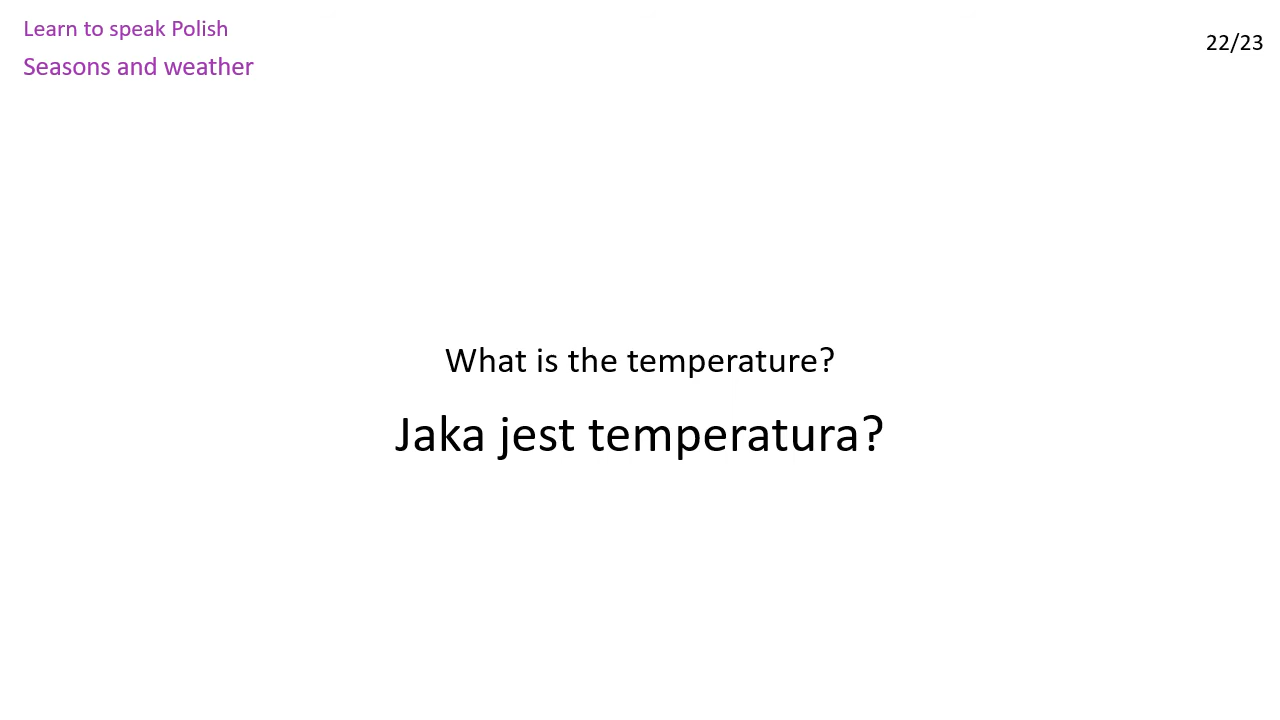 Learn to speak Polish
Seasons and weather
22/23
What is the temperature?
Jaka jest temperatura?